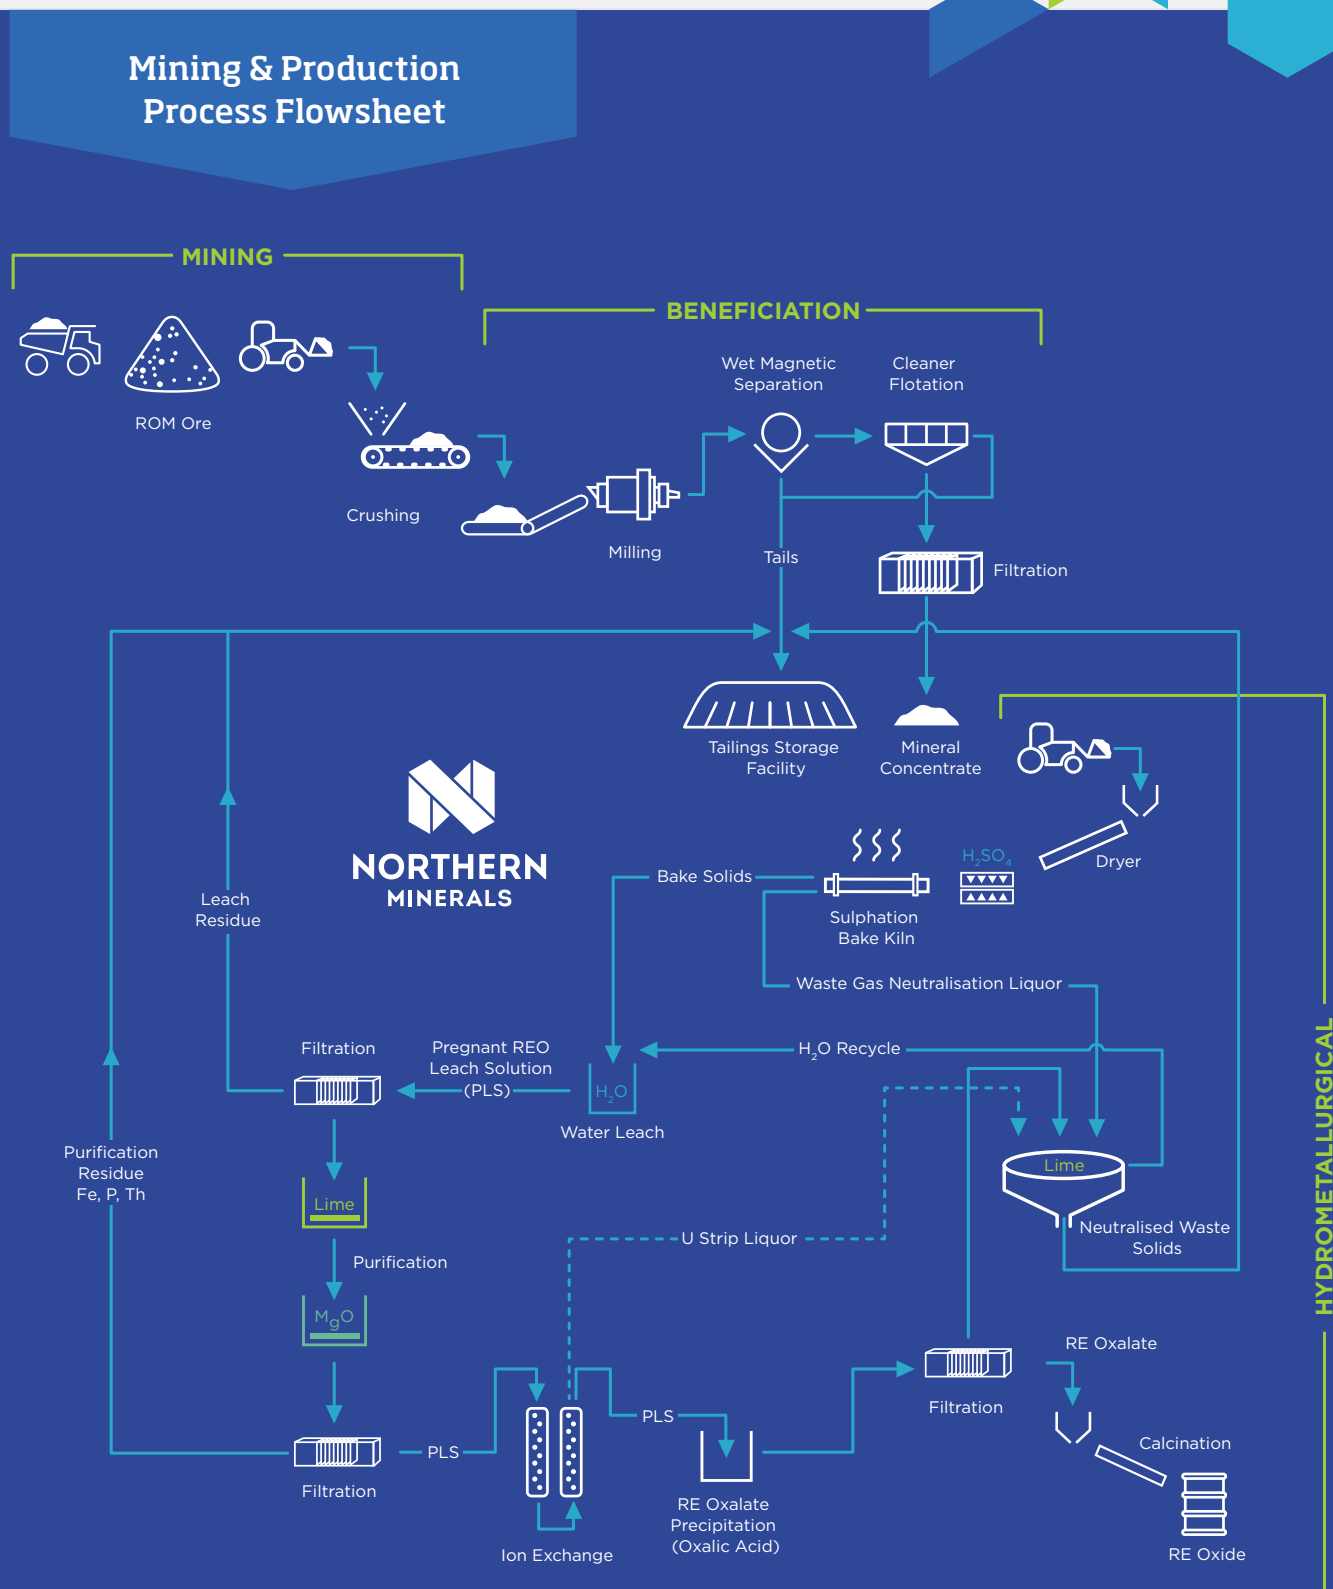 Mining & Production
Process Flowsheet
MINING
BENEFICIATION
Wet Magnetic
Separation
Cleaner
Flotation
ROM Ore
Crushing
Milling
Tails
Filtration
Tailings Storage
Facility
Mineral
Concentrate
NORTHERN
MINERALS
H₂SO₄
Dryer
Bake Solids
Sulphation
Bake Kiln
Leach
Residue
Waste Gas Neutralisation Liquor
HYDROMETALLURGICAL
Filtration
Pregnant REO
Leach Solution
(PLS)
H₂O Recycle
H₂O
Water Leach
Purification
Residue
Fe, P, Th
Lime
Lime
Neutralised Waste
Solids
U Strip Liquor
Purification
MgO
RE Oxalate
Filtration
PLS
PLS
Calcination
Filtration
RE Oxalate
Precipitation
(Oxalic Acid)
Ion Exchange
RE Oxide